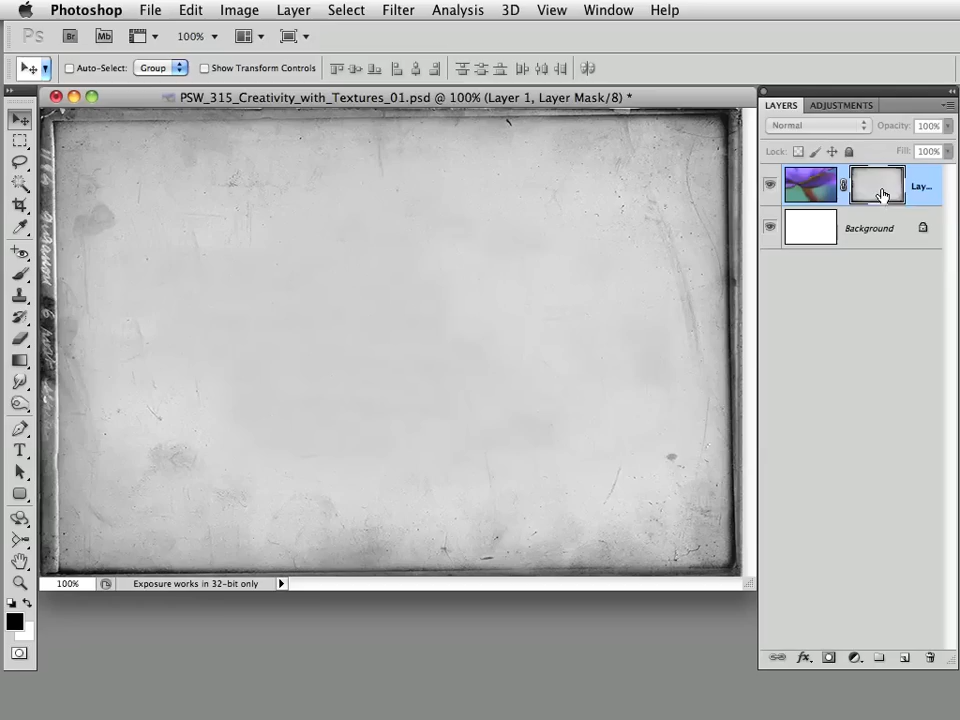 Photoshop File Edit Image Layer Select Filter Analysis 3D View Window Help
Ps Br Mb 100%
Auto-Select: Group Show Transform Controls
PSW_315_Creativity_with_Textures_01.psd @ 100% (Layer 1, Layer Mask/8) *
LAYERS ADJUSTMENTS
Normal Opacity: 100%
Lock: Fill: 100%
Lay...
Background
T
fx
100% Exposure works in 32-bit only